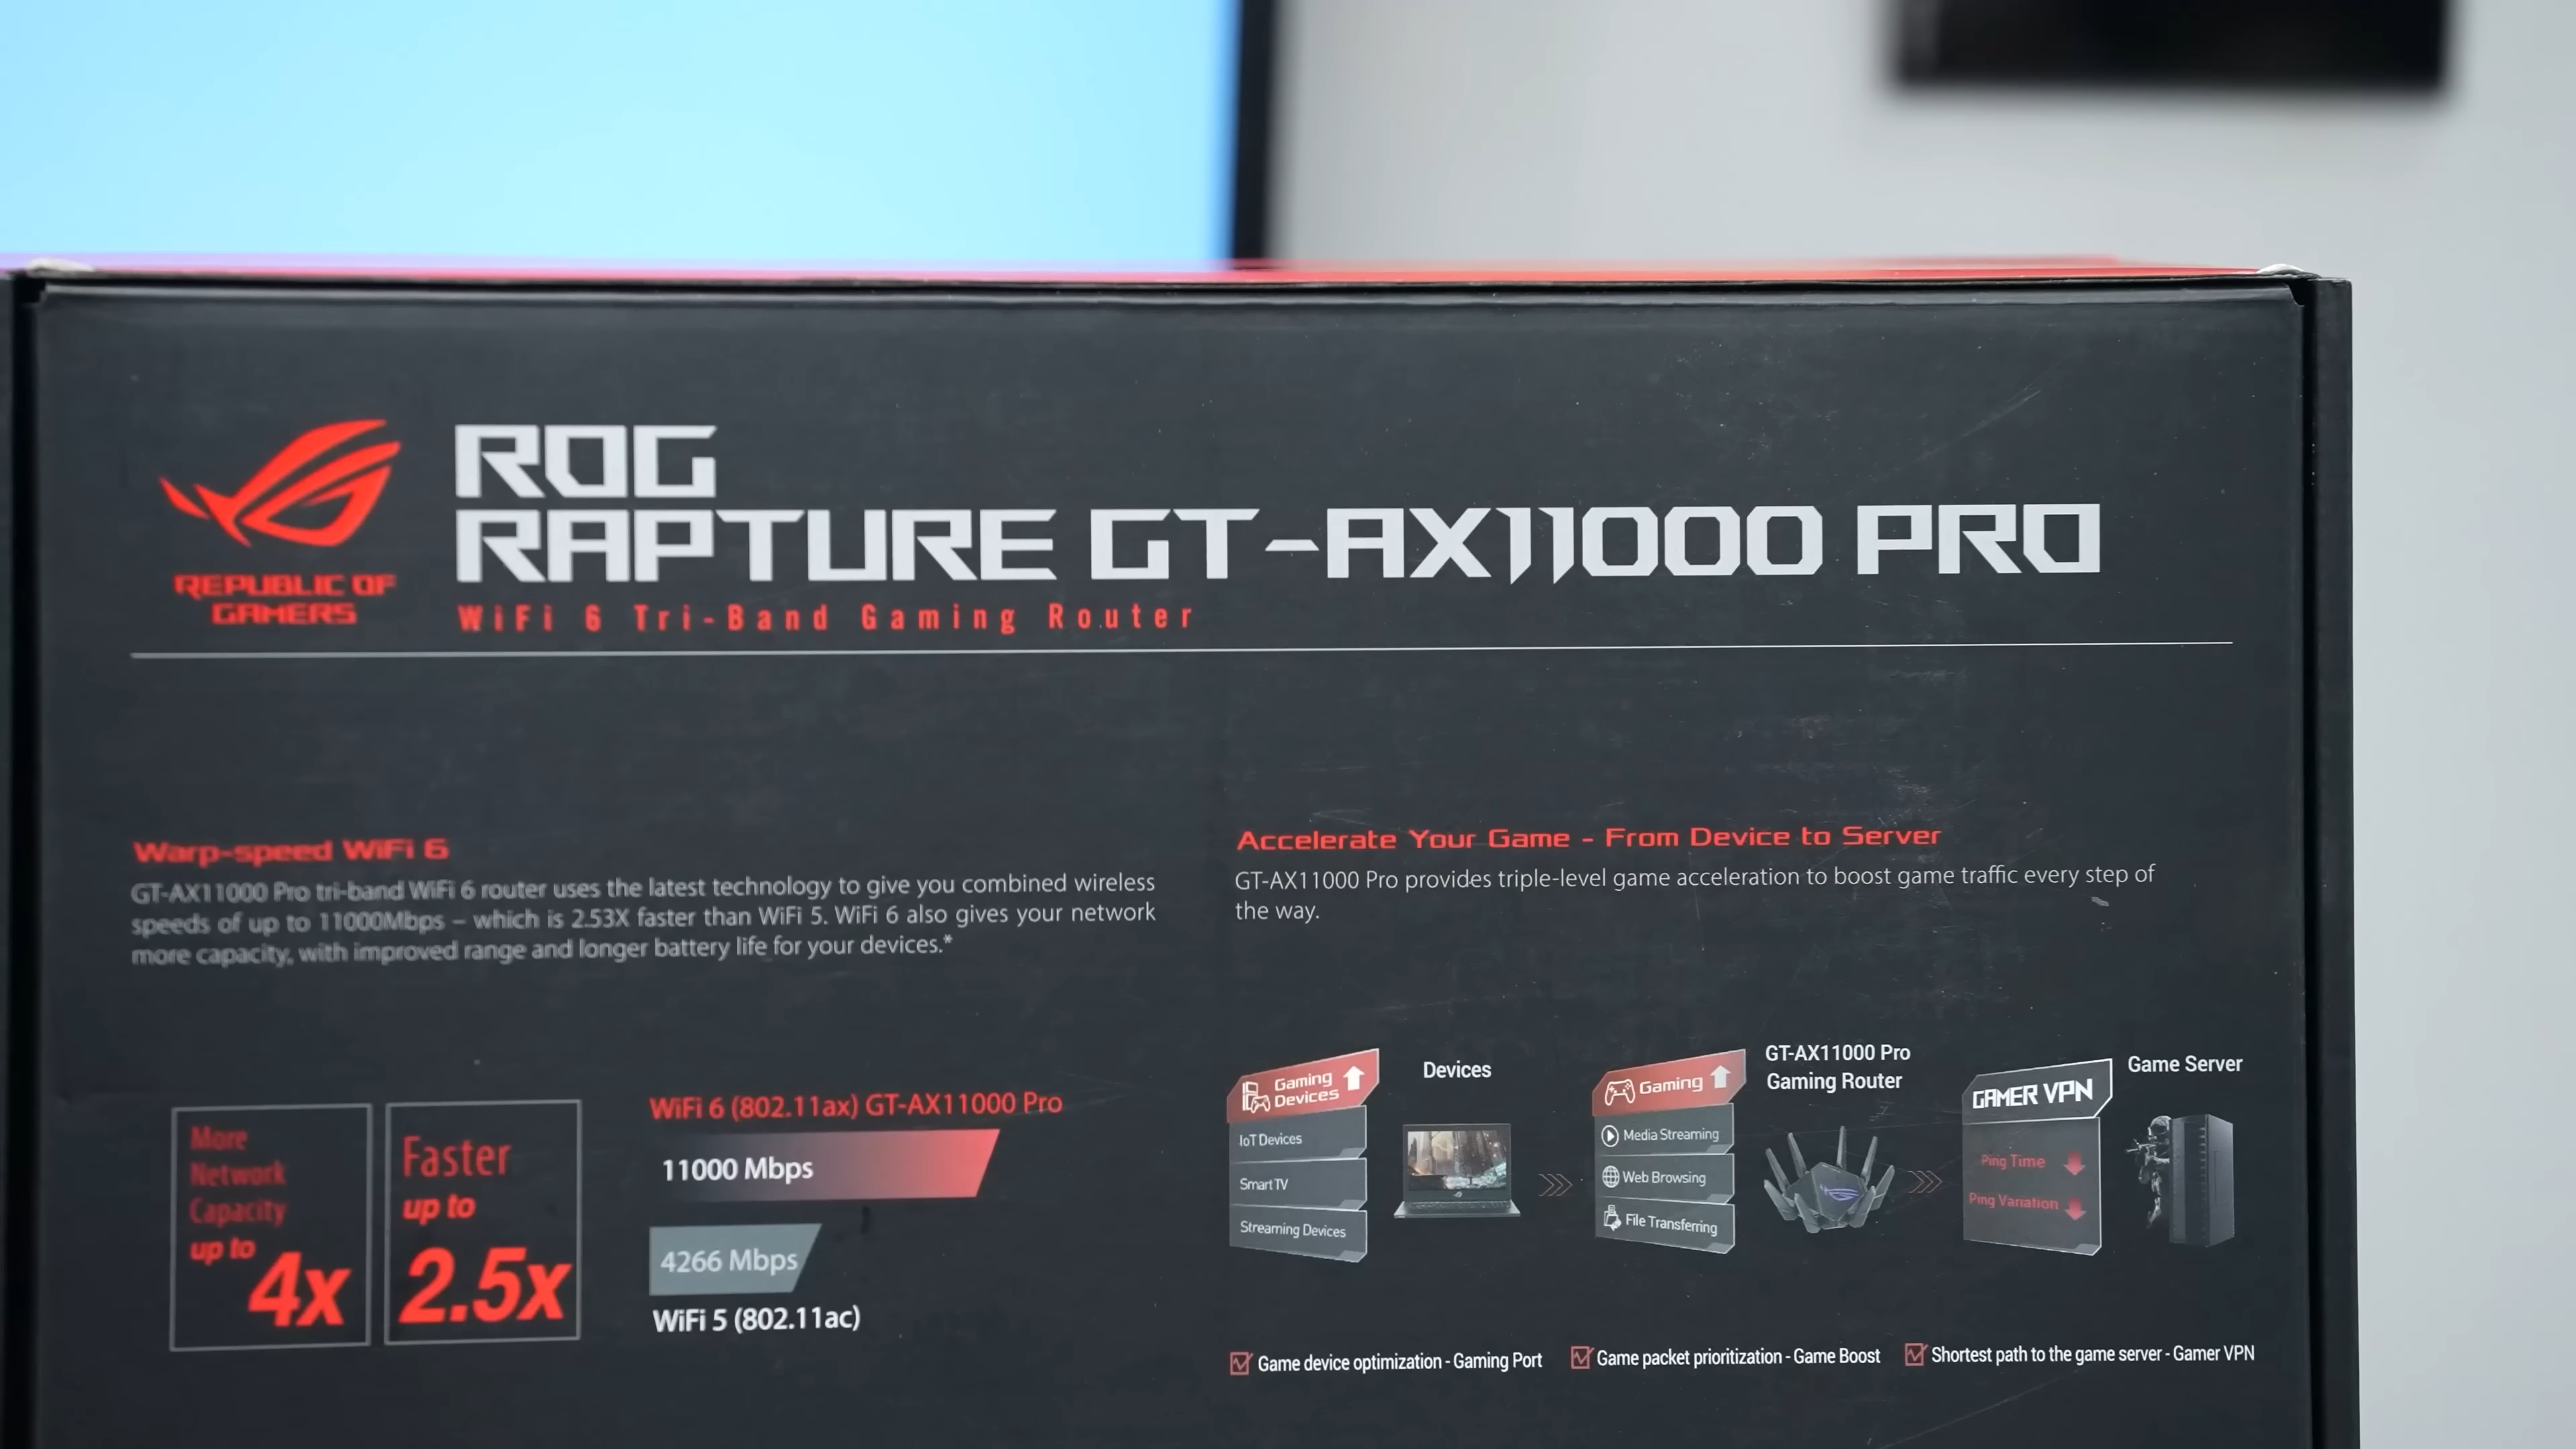 ROG
RAPTURE GT-AX11000 PRO
REPUBLIC OF
GAMERS
WiFi 6 Tri-Band Gaming Router
Warp-speed WiFi 6
GT-AX11000 Pro tri-band WiFi 6 router uses the latest technology to give you combined wireless
speeds of up to 11000Mbps – which is 2.53X faster than WiFi 5. WiFi 6 also gives your network
more capacity, with improved range and longer battery life for your devices.*
More
Network
Capacity
up to
4x
Faster
up to
2.5x
WiFi 6 (802.11ax) GT-AX11000 Pro
11000 Mbps
4266 Mbps
WiFi 5 (802.11ac)
Accelerate Your Game - From Device to Server
GT-AX11000 Pro provides triple-level game acceleration to boost game traffic every step of
the way.
Gaming
Devices
IoT Devices
Smart TV
Streaming Devices
Devices
Gaming
Media Streaming
Web Browsing
File Transferring
GT-AX11000 Pro
Gaming Router
GAMER VPN
Ping Time
Ping Variation
Game Server
Game device optimization - Gaming Port
Game packet prioritization - Game Boost
Shortest path to the game server - Gamer VPN